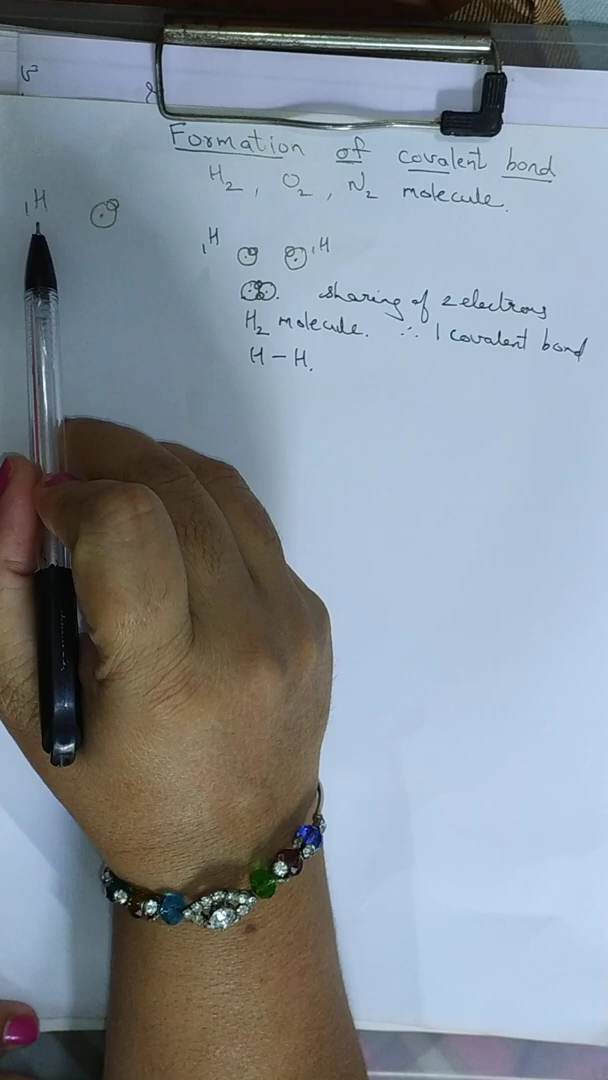 Formation of covalent bond
H₂, O₂, N₂ molecule.
₁H
₁H ₁H
sharing of 2 electrons
H₂ molecule. ∴ 1 covalent bond
H – H.